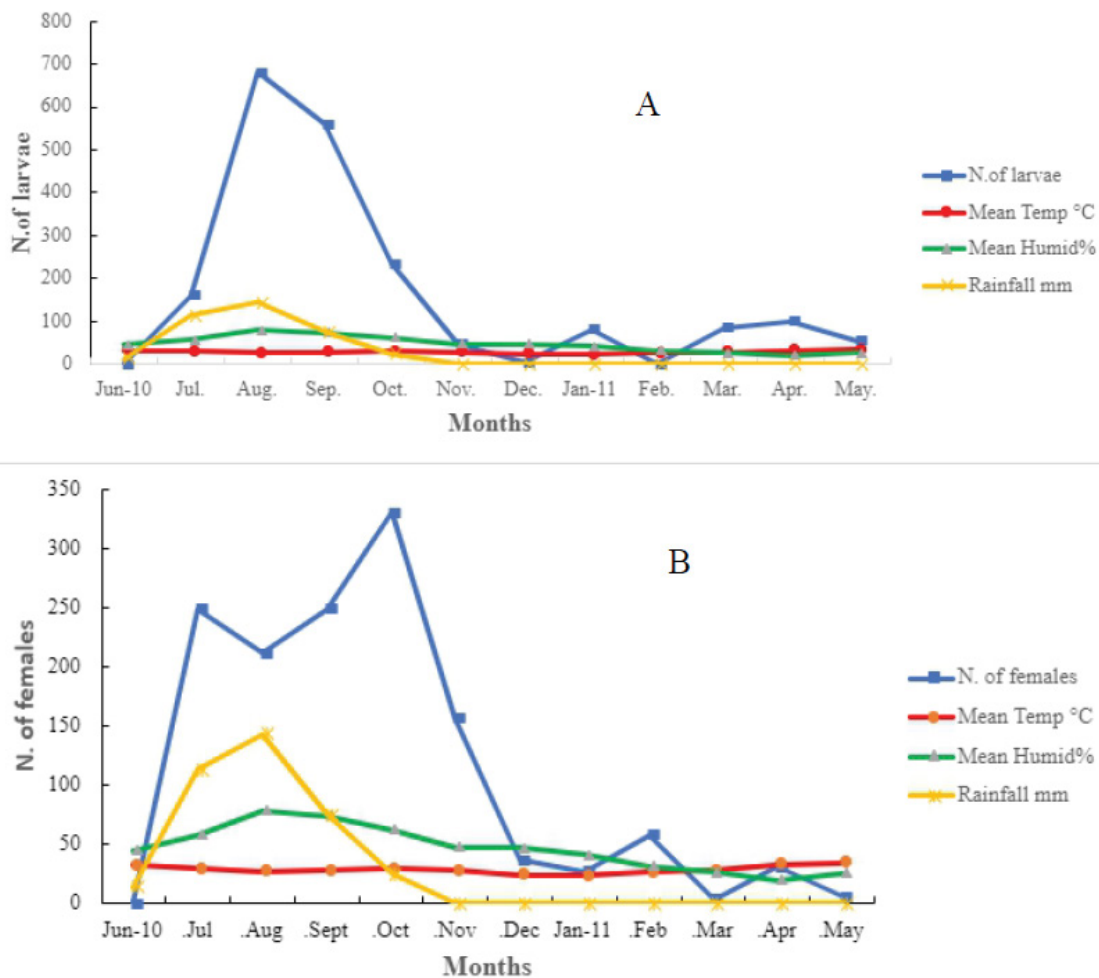 800
700
600
500
400
300
200
100
0
N.of larvae
A
N.of larvae
Mean Temp °C
Mean Humid%
Rainfall mm
Jun-10 Jul. Aug. Sep. Oct. Nov. Dec. Jan-11 Feb. Mar. Apr. May.
Months
350
300
250
200
150
100
50
0
N. of females
B
N. of females
Mean Temp °C
Mean Humid%
Rainfall mm
Jun-10 .Jul .Aug .Sept .Oct .Nov .Dec Jan-11 .Feb .Mar .Apr .May
Months